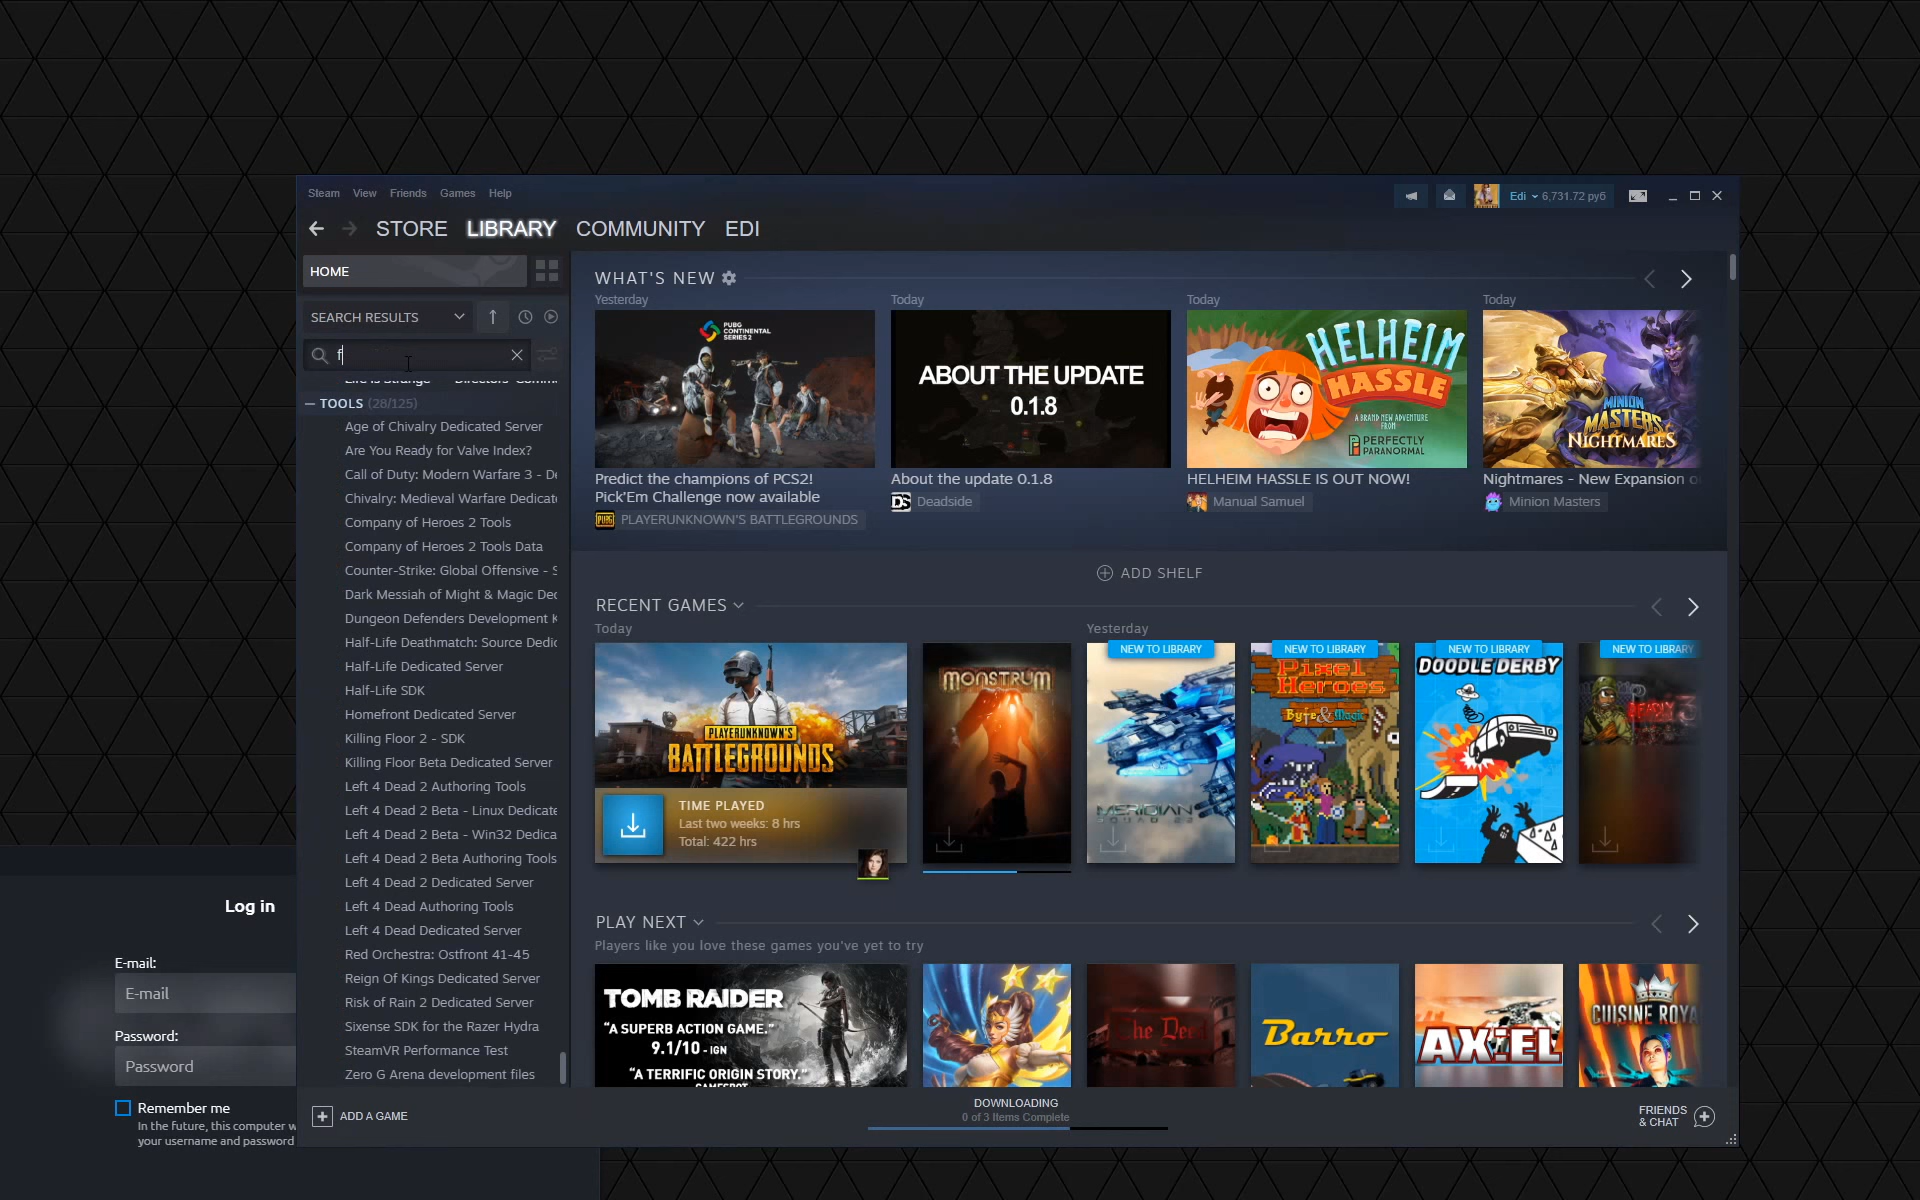 Steam View Friends Games Help
Edi 6,731.72 руб
STORE LIBRARY COMMUNITY EDI
HOME
SEARCH RESULTS
f
TOOLS (28/125)
Age of Chivalry Dedicated Server
Are You Ready for Valve Index?
Call of Duty: Modern Warfare 3 - De
Chivalry: Medieval Warfare Dedicate
Company of Heroes 2 Tools
Company of Heroes 2 Tools Data
Counter-Strike: Global Offensive - S
Dark Messiah of Might & Magic Dec
Dungeon Defenders Development K
Half-Life Deathmatch: Source Dedic
Half-Life Dedicated Server
Half-Life SDK
Homefront Dedicated Server
Killing Floor 2 - SDK
Killing Floor Beta Dedicated Server
Left 4 Dead 2 Authoring Tools
Left 4 Dead 2 Beta - Linux Dedicate
Left 4 Dead 2 Beta - Win32 Dedica
Left 4 Dead 2 Beta Authoring Tools
Left 4 Dead 2 Dedicated Server
Left 4 Dead Authoring Tools
Left 4 Dead Dedicated Server
Red Orchestra: Ostfront 41-45
Reign Of Kings Dedicated Server
Risk of Rain 2 Dedicated Server
Sixense SDK for the Razer Hydra
SteamVR Performance Test
Zero G Arena development files
ADD A GAME
WHAT'S NEW
Yesterday
PUBG
CONTINENTAL
SERIES 2
Predict the champions of PCS2!
Pick'Em Challenge now available
PUBG
PLAYERUNKNOWN'S BATTLEGROUNDS
Today
ABOUT THE UPDATE
0.1.8
About the update 0.1.8
DS
Deadside
Today
HELHEIM
HASSLE
A BRAND NEW ADVENTURE
FROM
PERFECTLY
PARANORMAL
HELHEIM HASSLE IS OUT NOW!
Manual Samuel
Today
MINION
MASTERS
NIGHTMARES
Nightmares - New Expansion o
Minion Masters
ADD SHELF
RECENT GAMES
Today
PLAYERUNKNOWN'S
BATTLEGROUNDS
TIME PLAYED
Last two weeks: 8 hrs
Total: 422 hrs
MONSTRUM
Yesterday
NEW TO LIBRARY
MERIDIAN
SQUAD 22
NEW TO LIBRARY
Pixel
Heroes
Byte & Magic
NEW TO LIBRARY
DOODLE DERBY
NEW TO LIBRARY
DEADLY
PLAY NEXT
Players like you love these games you've yet to try
TOMB RAIDER
"A SUPERB ACTION GAME."
9.1/10 - IGN
"A TERRIFIC ORIGIN STORY."
GAMESPOT
Barro
AXIEL
CUISINE ROYA
DOWNLOADING
0 of 3 Items Complete
FRIENDS
& CHAT
Log in
E-mail:
E-mail
Password:
Password
Remember me
In the future, this computer w
your username and password